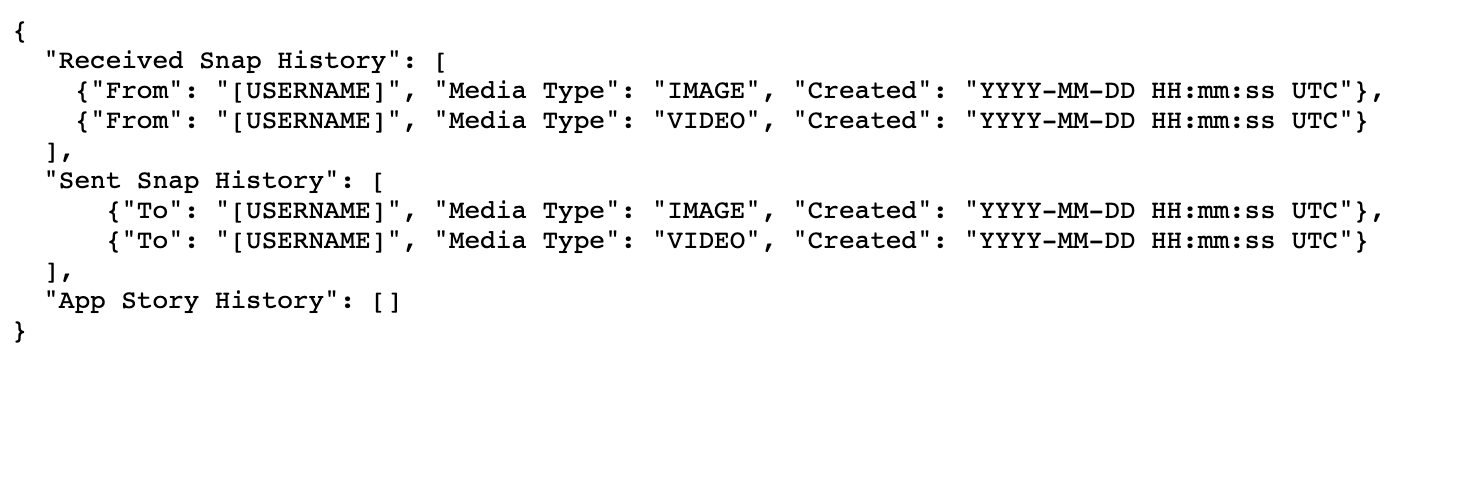 {
  "Received Snap History": [
    {"From": "[USERNAME]", "Media Type": "IMAGE", "Created": "YYYY-MM-DD HH:mm:ss UTC"},
    {"From": "[USERNAME]", "Media Type": "VIDEO", "Created": "YYYY-MM-DD HH:mm:ss UTC"}
  ],
  "Sent Snap History": [
      {"To": "[USERNAME]", "Media Type": "IMAGE", "Created": "YYYY-MM-DD HH:mm:ss UTC"},
      {"To": "[USERNAME]", "Media Type": "VIDEO", "Created": "YYYY-MM-DD HH:mm:ss UTC"}
  ],
  "App Story History": []
}